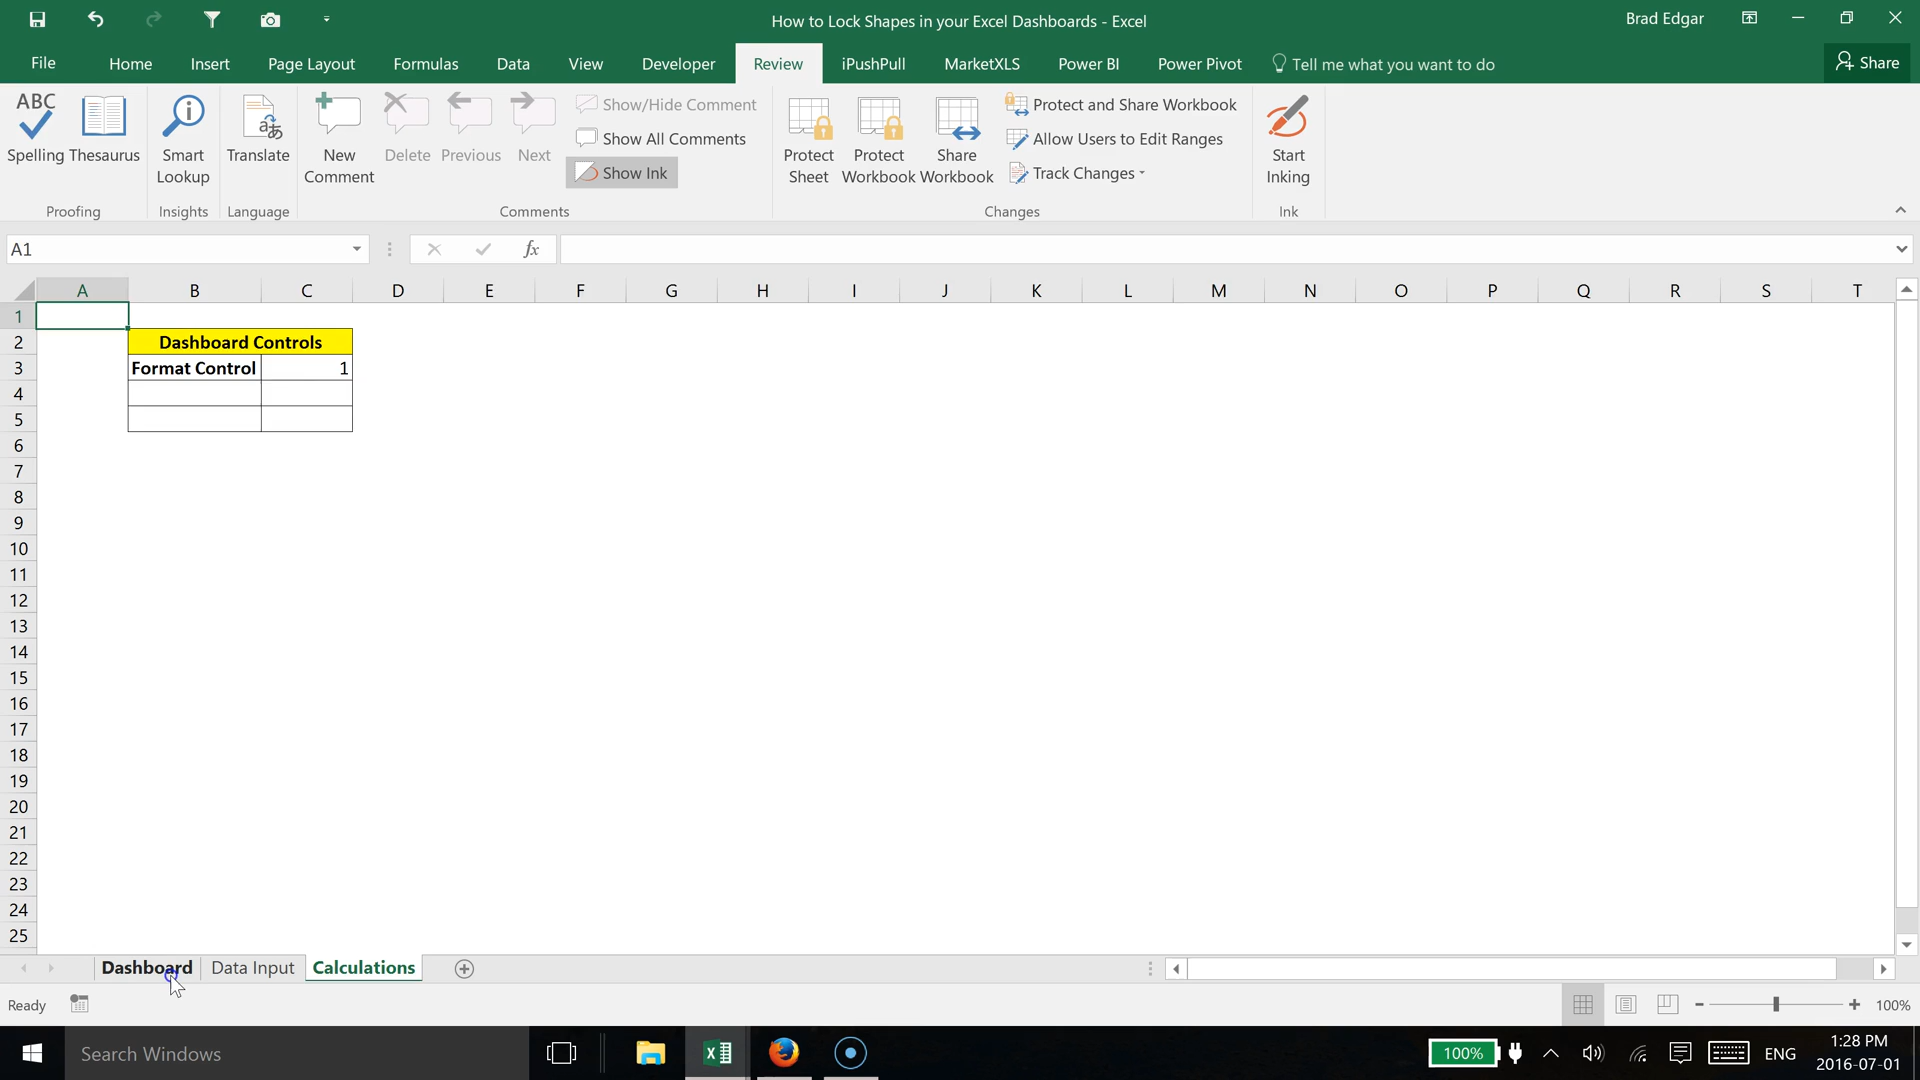 How to Lock Shapes in your Excel Dashboards - Excel
Brad Edgar
File Home Insert Page Layout Formulas Data View Developer Review iPushPull MarketXLS Power BI Power Pivot Tell me what you want to do Share
ABC
Spelling
Thesaurus
Smart
Lookup
Translate
New
Comment
Delete
Previous
Next
Show/Hide Comment
Show All Comments
Show Ink
Protect
Sheet
Protect
Workbook
Share
Workbook
Protect and Share Workbook
Allow Users to Edit Ranges
Track Changes
Start
Inking
Proofing Insights Language Comments Changes Ink
A1 fx
A B C D E F G H I J K L M N O P Q R S T
1
2 Dashboard Controls
3 Format Control 1
4
5
6
7
8
9
10
11
12
13
14
15
16
17
18
19
20
21
22
23
24
25
Dashboard Data Input Calculations
Ready 100%
Search Windows
100% ENG
1:28 PM
2016-07-01